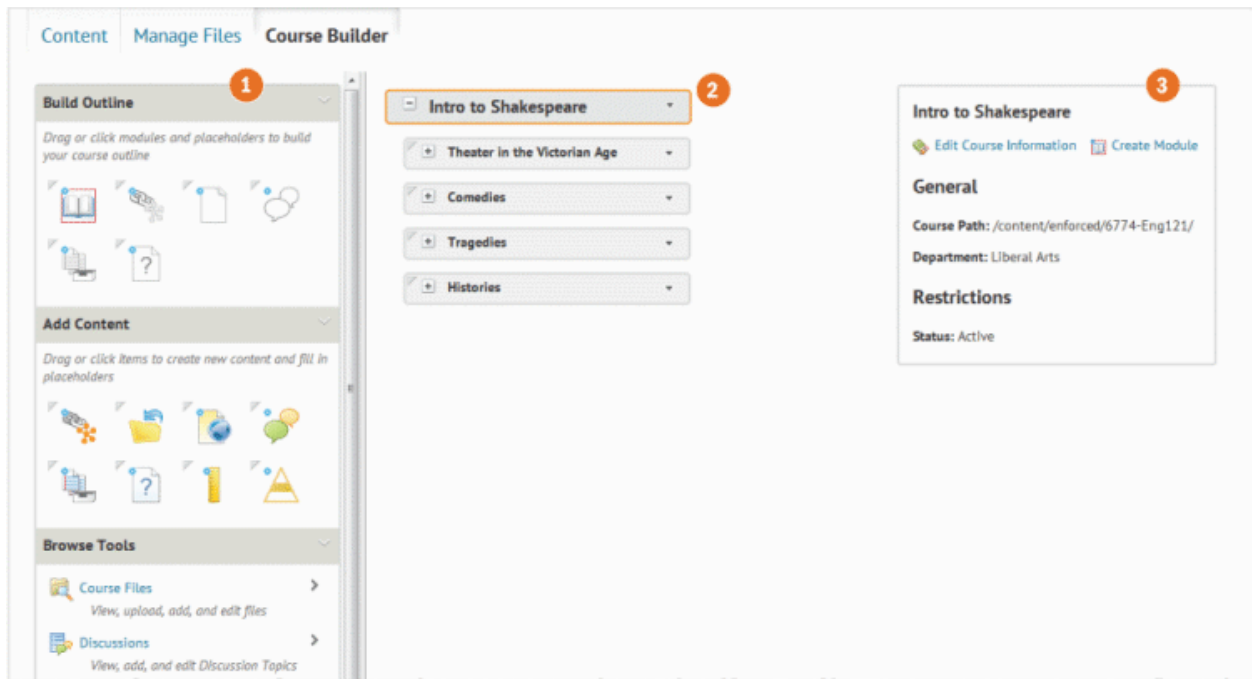 Content Manage Files Course Builder
1
Build Outline
Drag or click modules and placeholders to build
your course outline
?
Add Content
Drag or click items to create new content and fill in
placeholders
?
Browse Tools
Course Files
View, upload, add, and edit files
Discussions
View, add, and edit Discussion Topics
2
Intro to Shakespeare
Theater in the Victorian Age
Comedies
Tragedies
Histories
3
Intro to Shakespeare
Edit Course Information Create Module
General
Course Path: /content/enforced/6774-Eng121/
Department: Liberal Arts
Restrictions
Status: Active